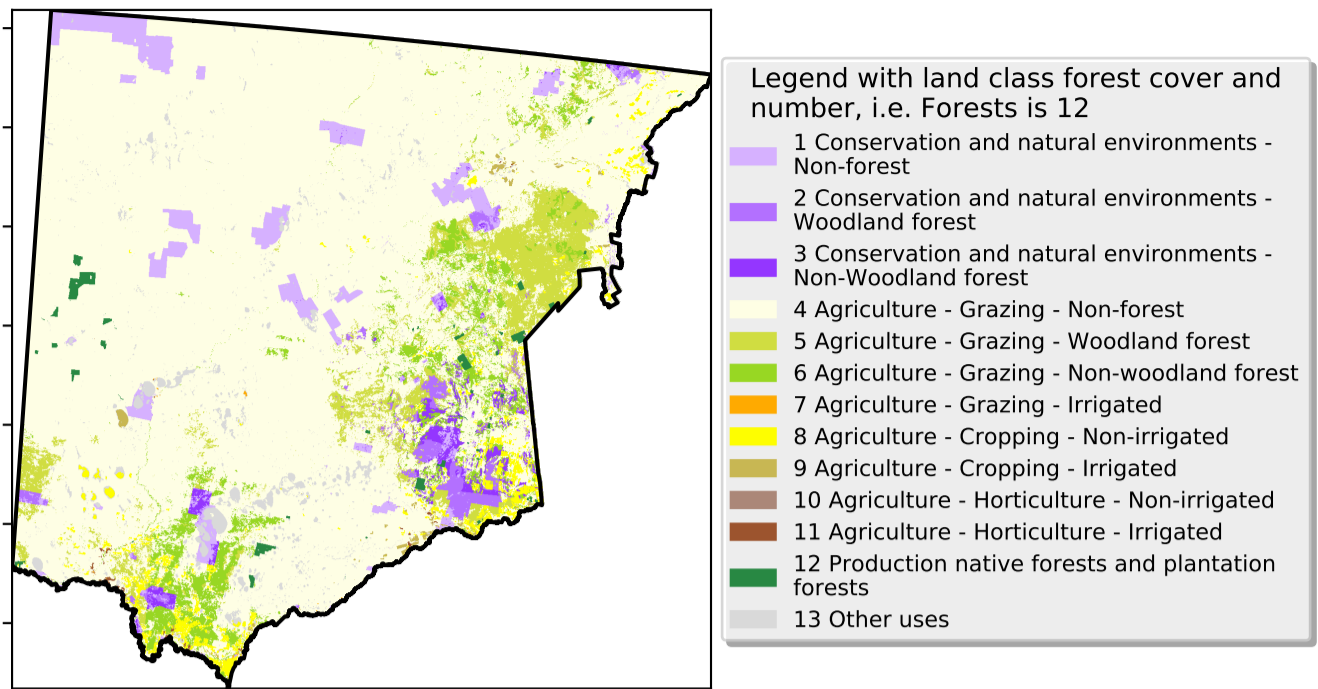 Legend with land class forest cover and
number, i.e. Forests is 12
1 Conservation and natural environments -
Non-forest
2 Conservation and natural environments -
Woodland forest
3 Conservation and natural environments -
Non-Woodland forest
4 Agriculture - Grazing - Non-forest
5 Agriculture - Grazing - Woodland forest
6 Agriculture - Grazing - Non-woodland forest
7 Agriculture - Grazing - Irrigated
8 Agriculture - Cropping - Non-irrigated
9 Agriculture - Cropping - Irrigated
10 Agriculture - Horticulture - Non-irrigated
11 Agriculture - Horticulture - Irrigated
12 Production native forests and plantation
forests
13 Other uses